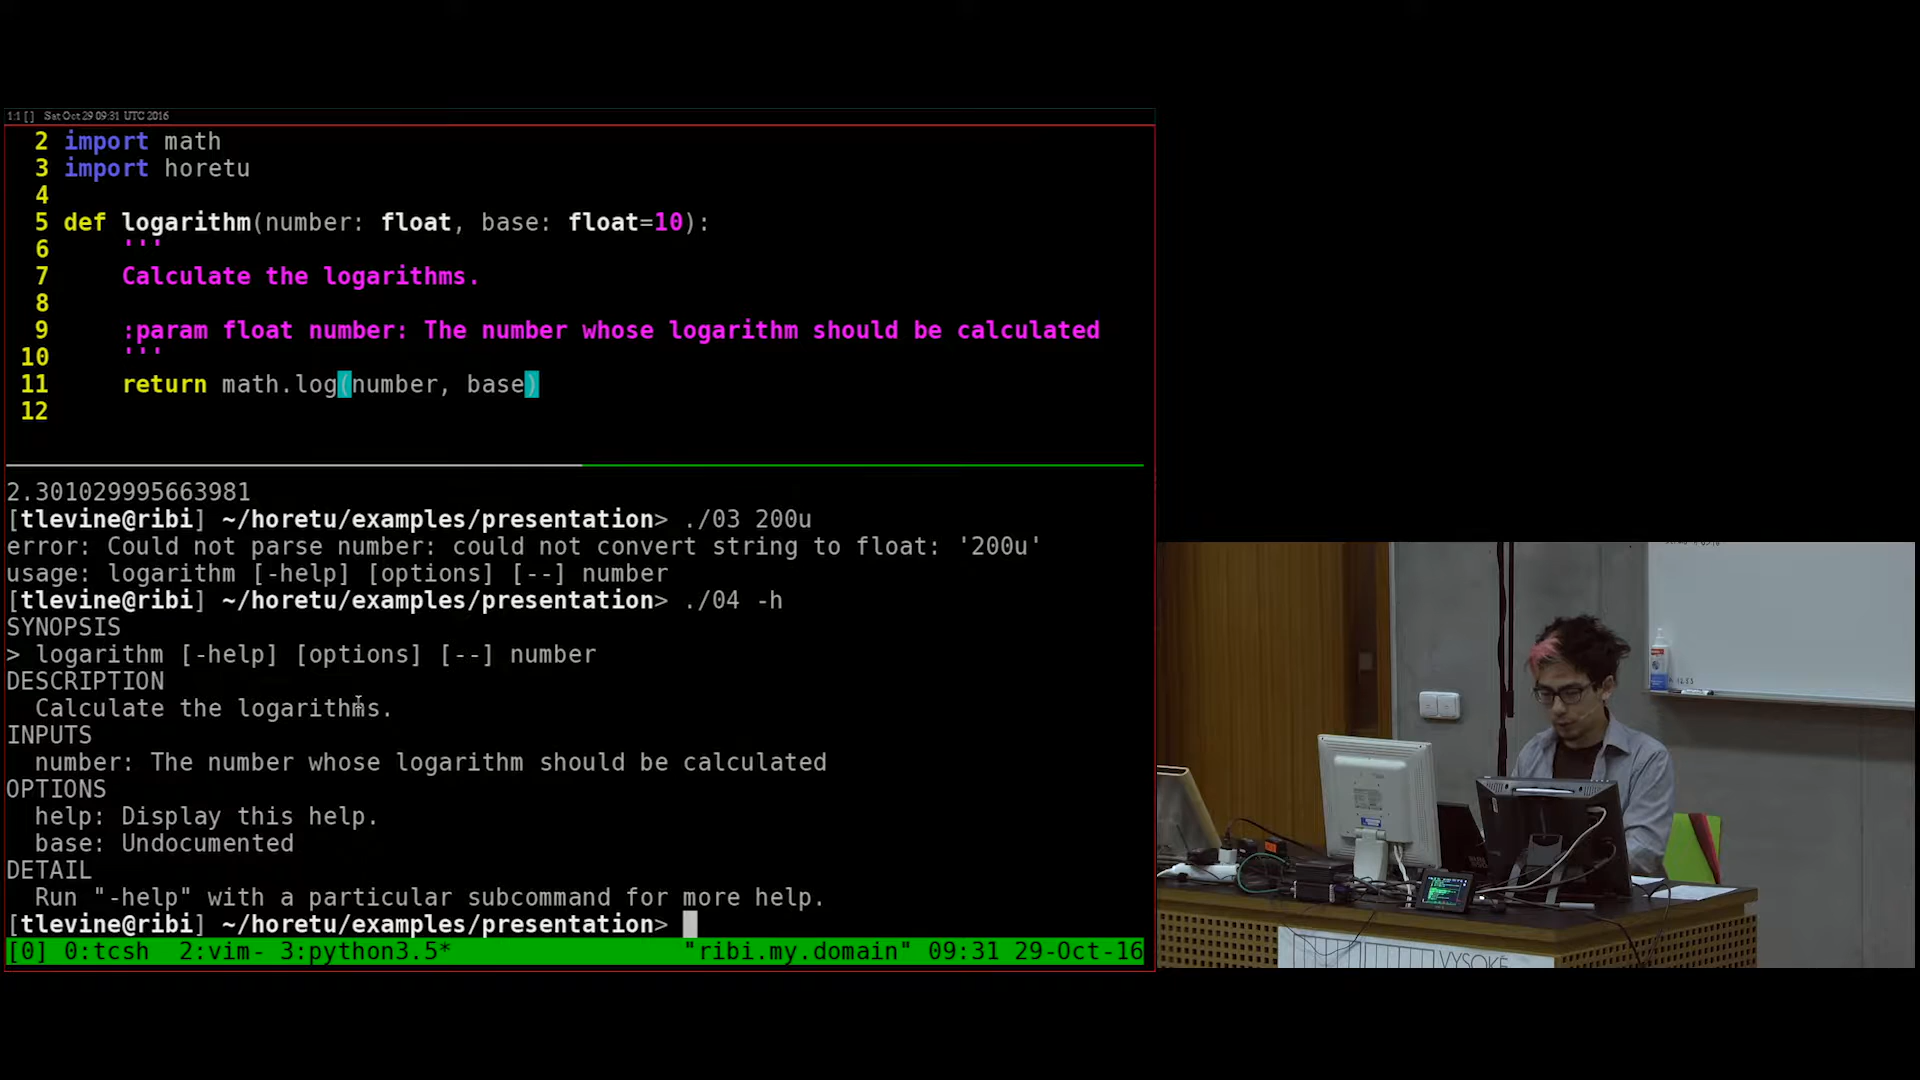 1:1 [ ] Sat Oct 29 09:31 UTC 2016
2 import math
3 import horetu
4
5 def logarithm(number: float, base: float=10):
6 '''
7 Calculate the logarithms.
8
9 :param float number: The number whose logarithm should be calculated
10 '''
11 return math.log(number, base)
12
2.301029995663981
[tlevine@ribi] ~/horetu/examples/presentation> ./03 200u
error: Could not parse number: could not convert string to float: '200u'
usage: logarithm [-help] [options] [--] number
[tlevine@ribi] ~/horetu/examples/presentation> ./04 -h
SYNOPSIS
> logarithm [-help] [options] [--] number
DESCRIPTION
Calculate the logarithms.
INPUTS
number: The number whose logarithm should be calculated
OPTIONS
help: Display this help.
base: Undocumented
DETAIL
Run "-help" with a particular subcommand for more help.
[tlevine@ribi] ~/horetu/examples/presentation>
[0] 0:tcsh 2:vim- 3:python3.5* "ribi.my.domain" 09:31 29-Oct-16
VYSOKÉ